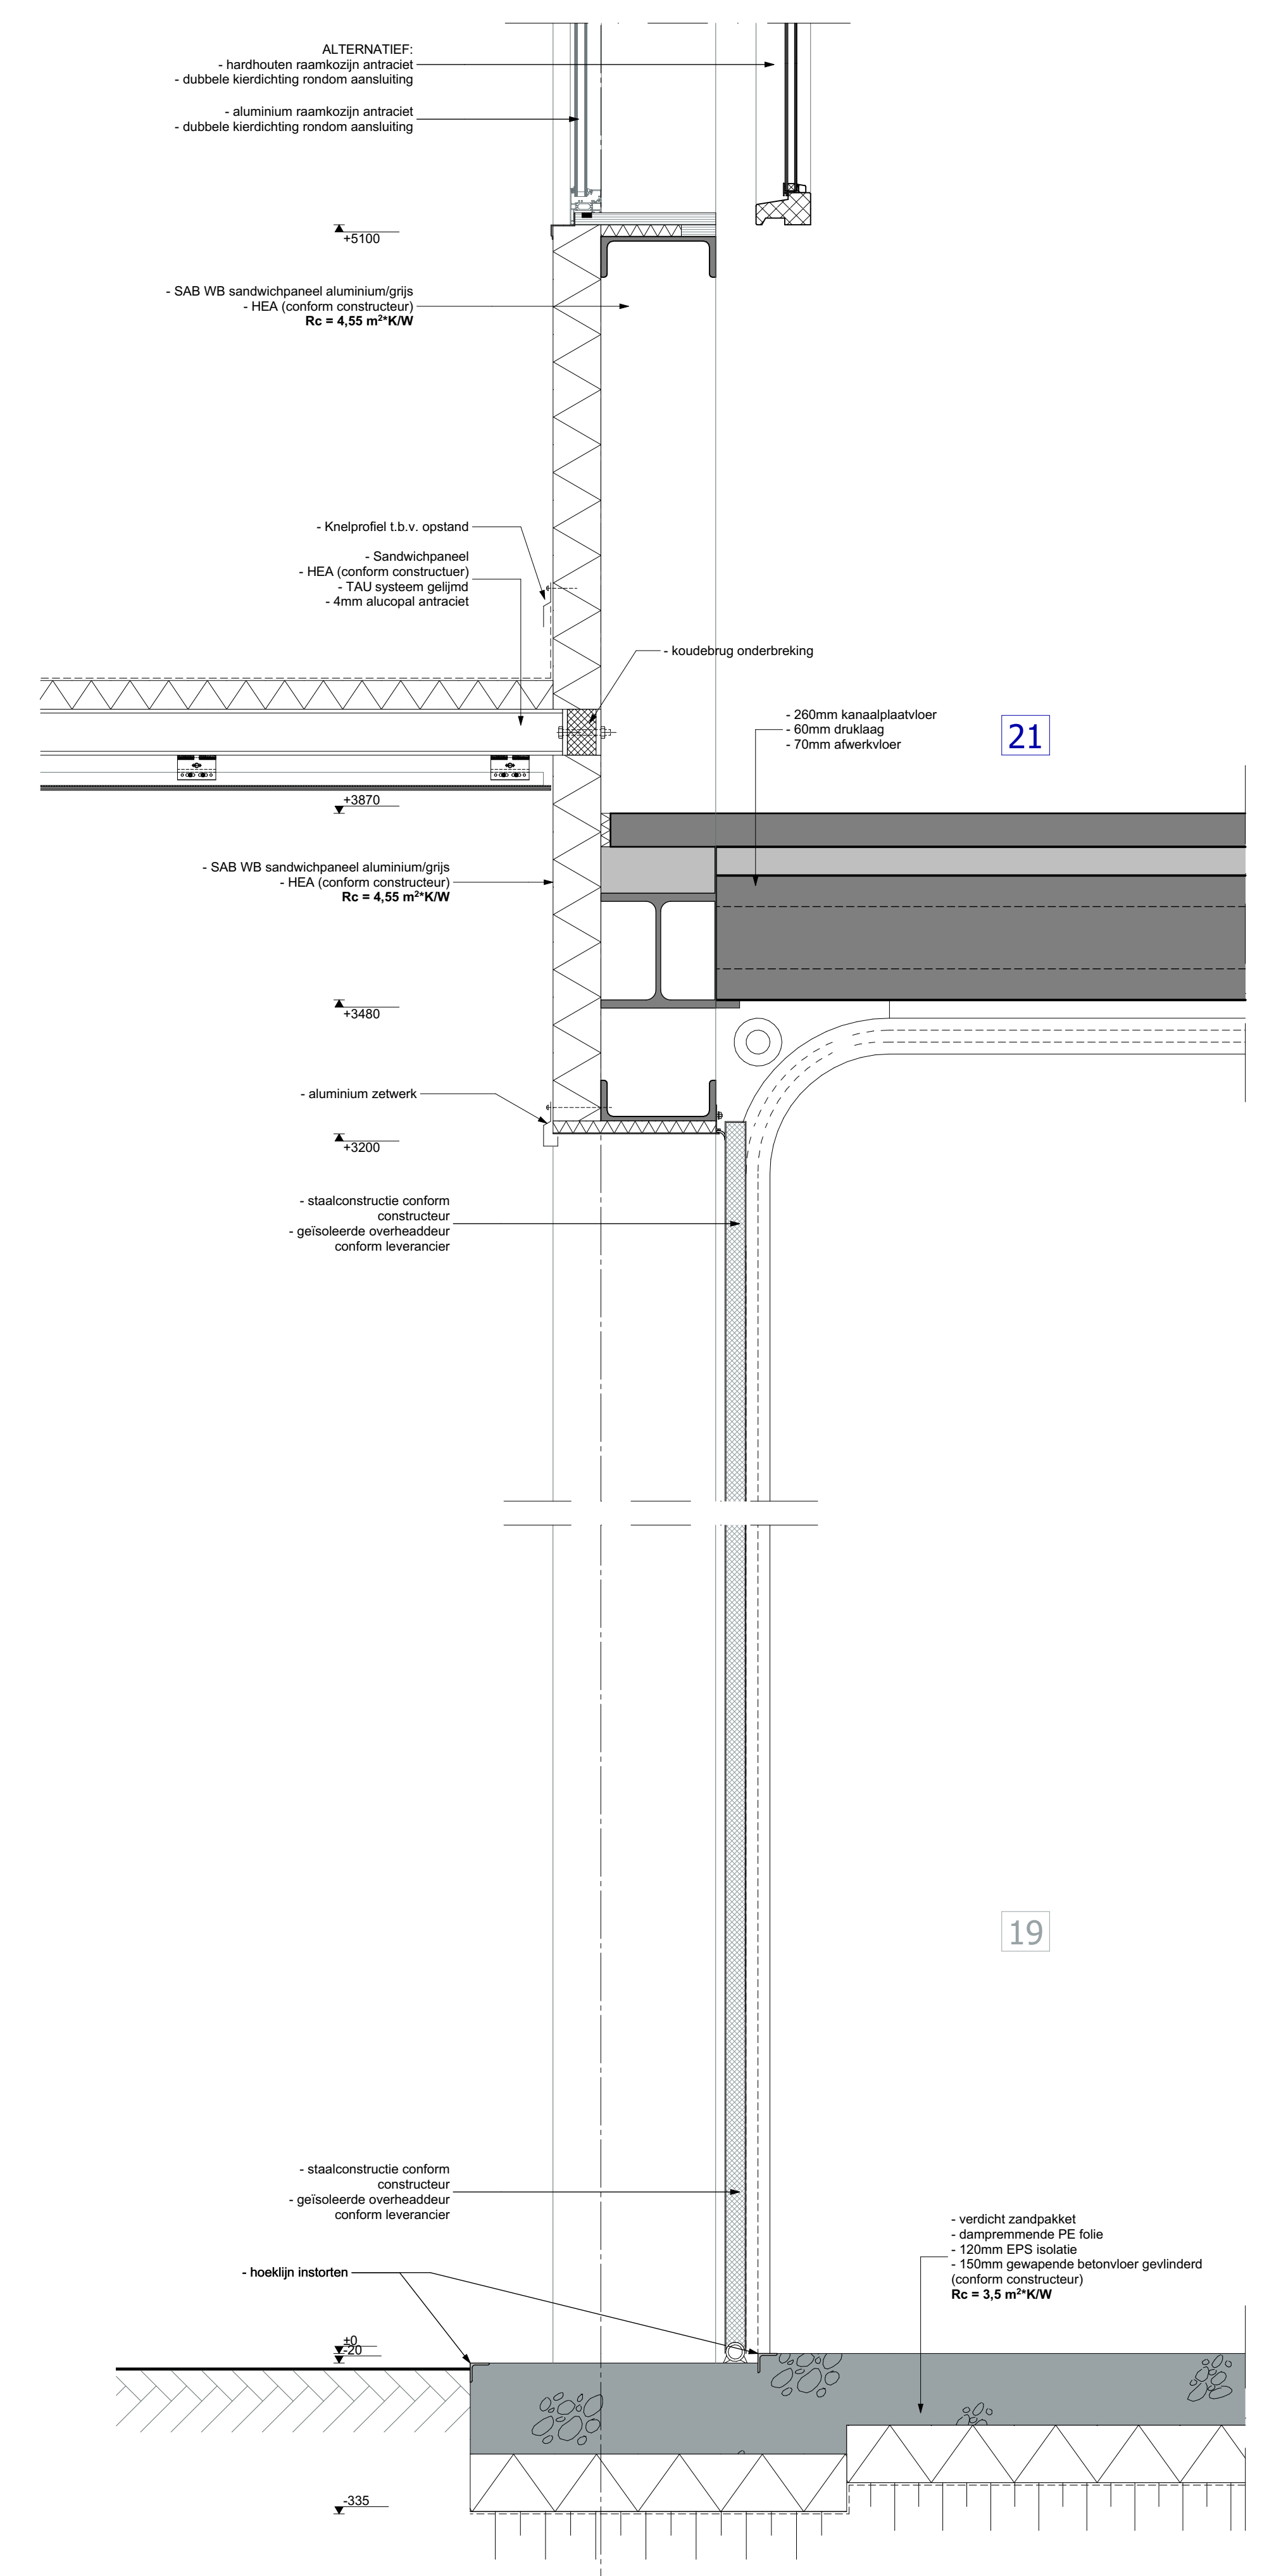 ALTERNATIEF:
- hardhouten raamkozijn antraciet
- dubbele kierdichting rondom aansluiting
- aluminium raamkozijn antraciet
- dubbele kierdichting rondom aansluiting
+5100
- SAB WB sandwichpaneel aluminium/grijs
- HEA (conform constructeur)
Rc = 4,55 m²*K/W
- Knelprofiel t.b.v. opstand
- Sandwichpaneel
- HEA (conform constructuer)
- TAU systeem gelijmd
- 4mm alucopal antraciet
- koudebrug onderbreking
- 260mm kanaalplaatvloer
- 60mm druklaag
- 70mm afwerkvloer
21
+3870
- SAB WB sandwichpaneel aluminium/grijs
- HEA (conform constructeur)
Rc = 4,55 m²*K/W
+3480
- aluminium zetwerk
+3200
- staalconstructie conform
constructeur
- geïsoleerde overheaddeur
conform leverancier
19
- staalconstructie conform
constructeur
- geïsoleerde overheaddeur
conform leverancier
- verdicht zandpakket
- dampremmende PE folie
- 120mm EPS isolatie
- 150mm gewapende betonvloer gevlinderd
(conform constructeur)
Rc = 3,5 m²*K/W
- hoeklijn instorten
±0
-20
-335